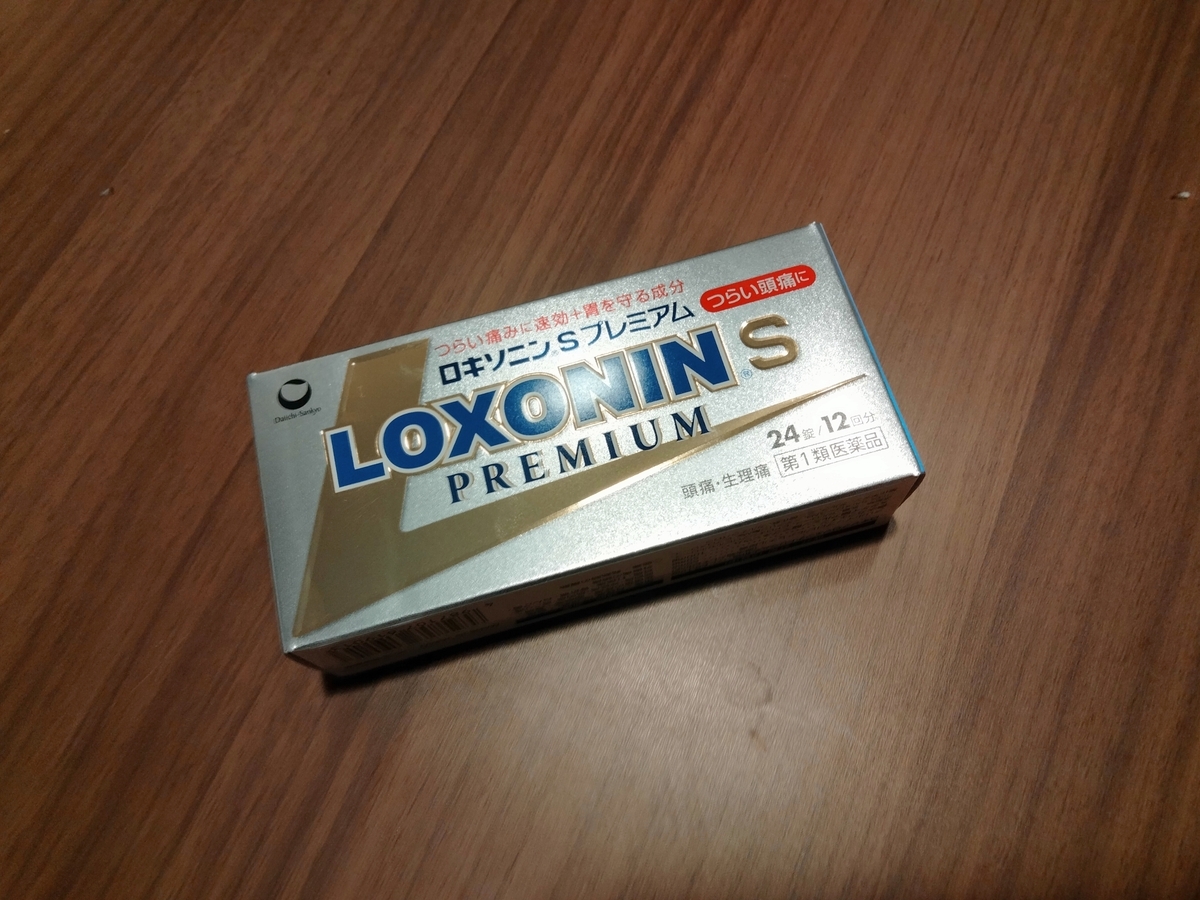 Daiichi-Sankyo
つらい痛みに速効+胃を守る成分
つらい頭痛に
ロキソニン®Sプレミアム
LOXONIN®S
PREMIUM
24錠/12回分
頭痛・生理痛
第1類医薬品